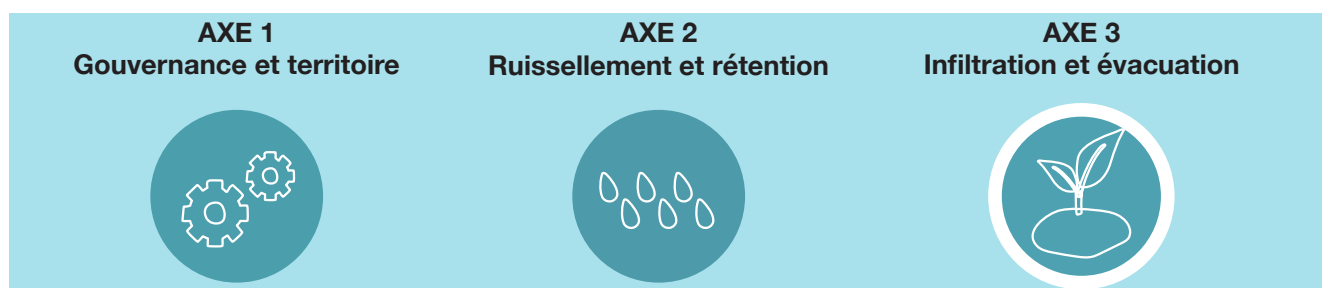 AXE 1
Gouvernance et territoire
AXE 2
Ruissellement et rétention
AXE 3
Infiltration et évacuation